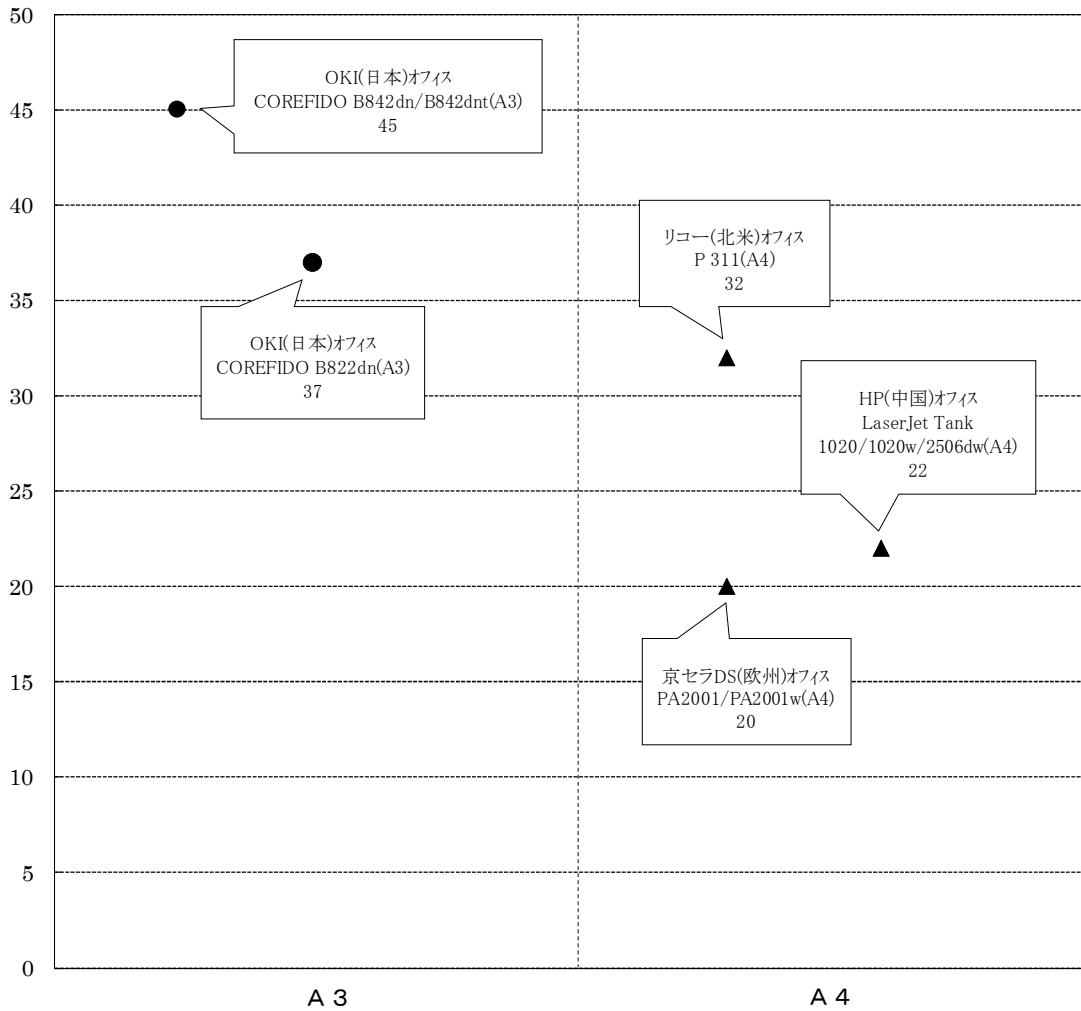 50
45
40
35
30
25
20
15
10
5
0
OKI(日本)オフィス
COREFIDO B842dn/B842dnt(A3)
45
OKI(日本)オフィス
COREFIDO B822dn(A3)
37
リコー(北米)オフィス
P 311(A4)
32
HP(中国)オフィス
LaserJet Tank
1020/1020w/2506dw(A4)
22
京セラDS(欧州)オフィス
PA2001/PA2001w(A4)
20
A 3
A 4